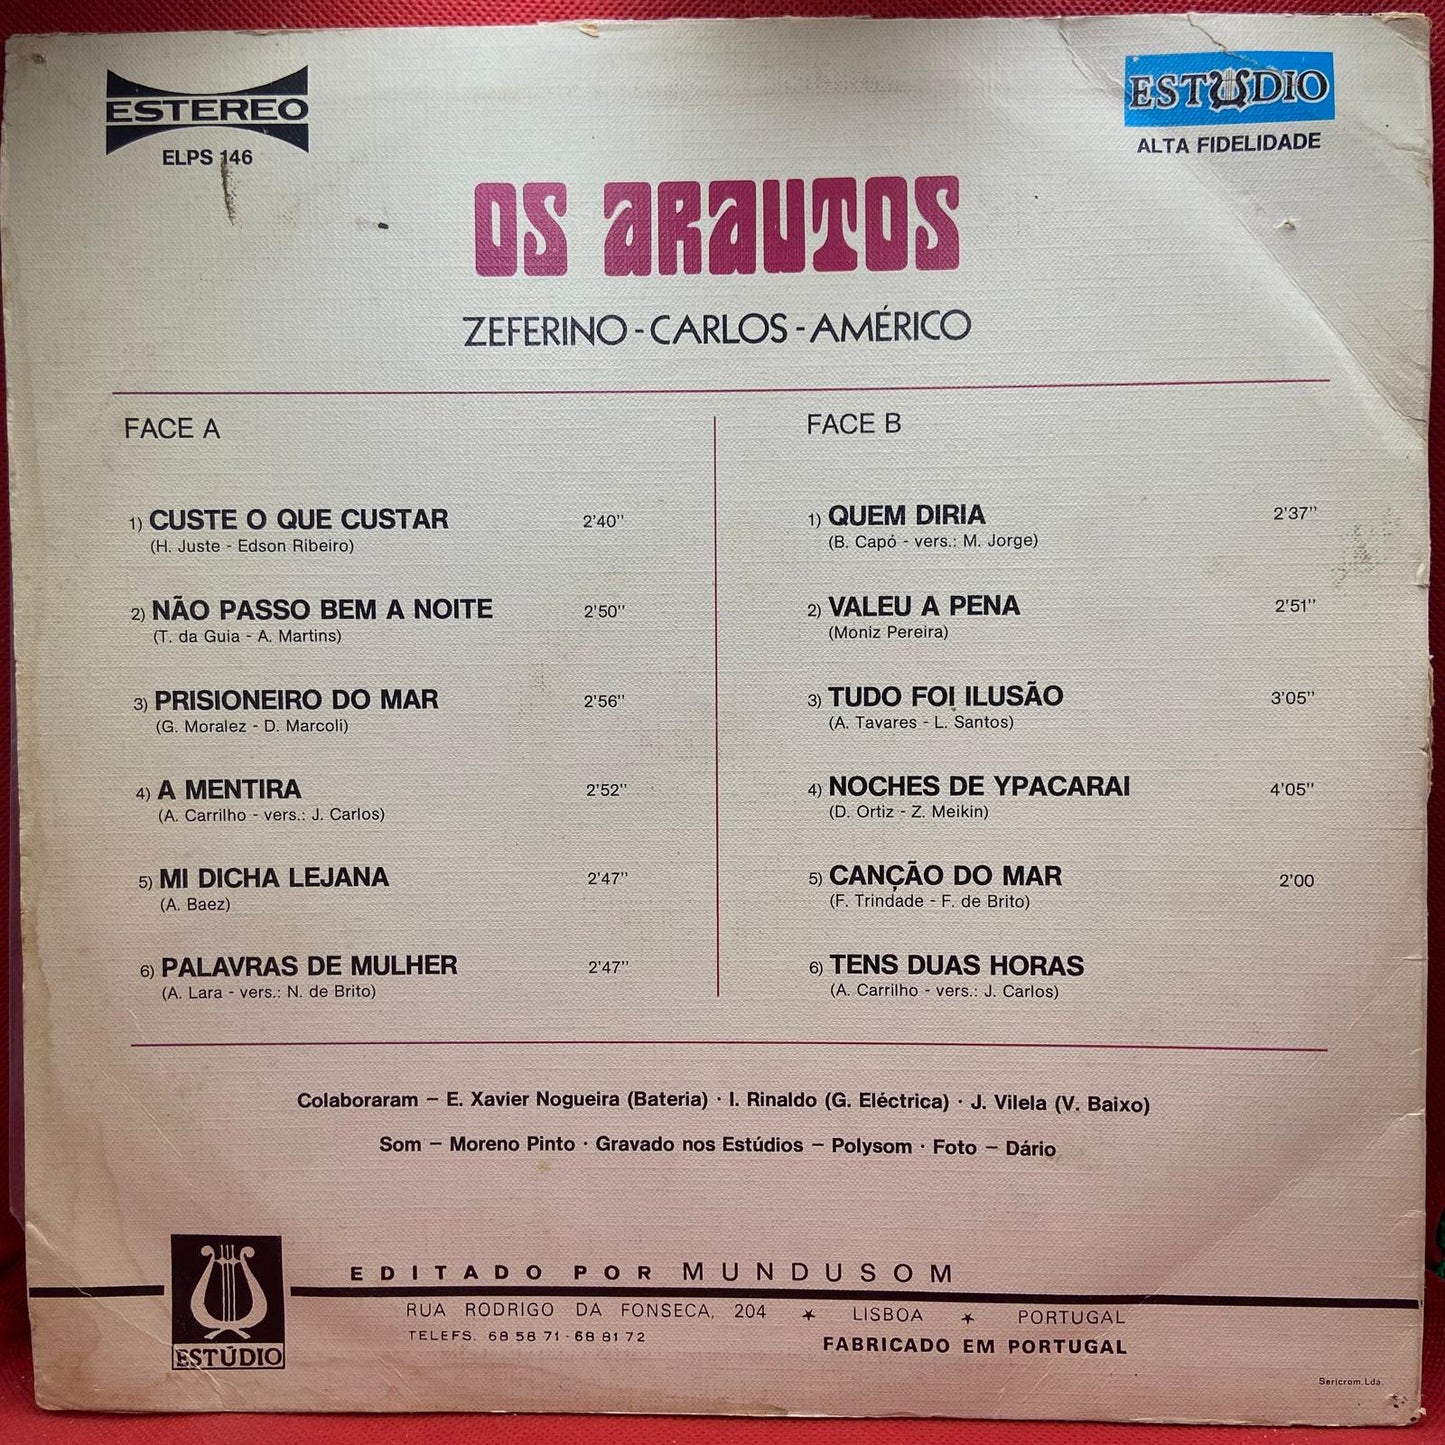 ESTEREO
ELPS 146
ESTUDIO
ALTA FIDELIDADE
OS ARAUTOS
ZEFERINO - CARLOS - AMÉRICO
FACE A
1) CUSTE O QUE CUSTAR 2'40''
(H. Juste - Edson Ribeiro)
2) NÃO PASSO BEM A NOITE 2'50''
(T. da Guia - A. Martins)
3) PRISIONEIRO DO MAR 2'56''
(G. Moralez - D. Marcoli)
4) A MENTIRA 2'52''
(A. Carrilho - vers.: J. Carlos)
5) MI DICHA LEJANA 2'47''
(A. Baez)
6) PALAVRAS DE MULHER 2'47''
(A. Lara - vers.: N. de Brito)
FACE B
1) QUEM DIRIA 2'37''
(B. Capó - vers.: M. Jorge)
2) VALEU A PENA 2'51''
(Moniz Pereira)
3) TUDO FOI ILUSÃO 3'05''
(A. Tavares - L. Santos)
4) NOCHES DE YPACARAI 4'05''
(D. Ortiz - Z. Meikin)
5) CANÇÃO DO MAR 2'00
(F. Trindade - F. de Brito)
6) TENS DUAS HORAS
(A. Carrilho - vers.: J. Carlos)
Colaboraram – E. Xavier Nogueira (Bateria) · I. Rinaldo (G. Eléctrica) · J. Vilela (V. Baixo)
Som – Moreno Pinto · Gravado nos Estúdios – Polysom · Foto – Dário
EDITADO POR MUNDUSOM
RUA RODRIGO DA FONSECA, 204 ★ LISBOA ★ PORTUGAL
TELEFS. 68 58 71 - 68 81 72
FABRICADO EM PORTUGAL
ESTÚDIO
Sericrom, Lda.